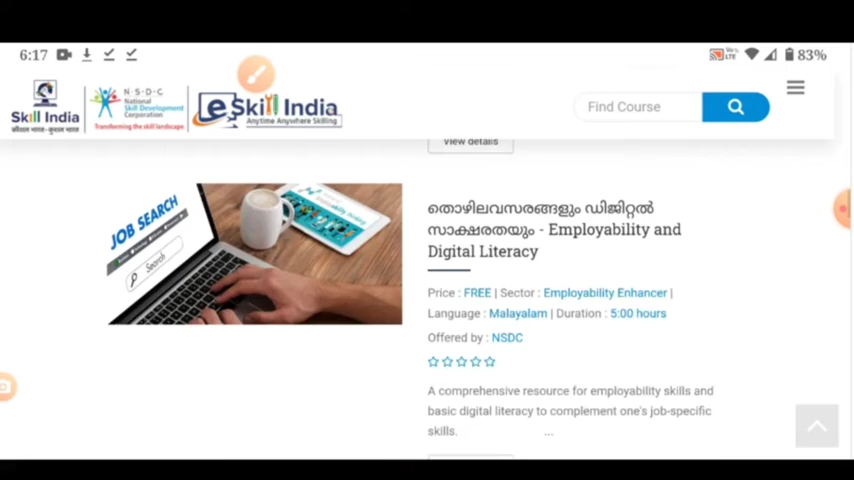 6:17
LTE
83%
Skill India
कौशल भारत - कुशल भारत
N·S·D·C
National
Skill Development
Corporation
Transforming the skill landscape
eSkill India
Anytime Anywhere Skilling
Find Course
View details
JOB SEARCH
Search
തൊഴിലവസരങ്ങളും ഡിജിറ്റൽ
സാക്ഷരതയും - Employability and
Digital Literacy
Price : FREE | Sector : Employability Enhancer |
Language : Malayalam | Duration : 5:00 hours
Offered by : NSDC
A comprehensive resource for employability skills and
basic digital literacy to complement one's job-specific
skills. ...